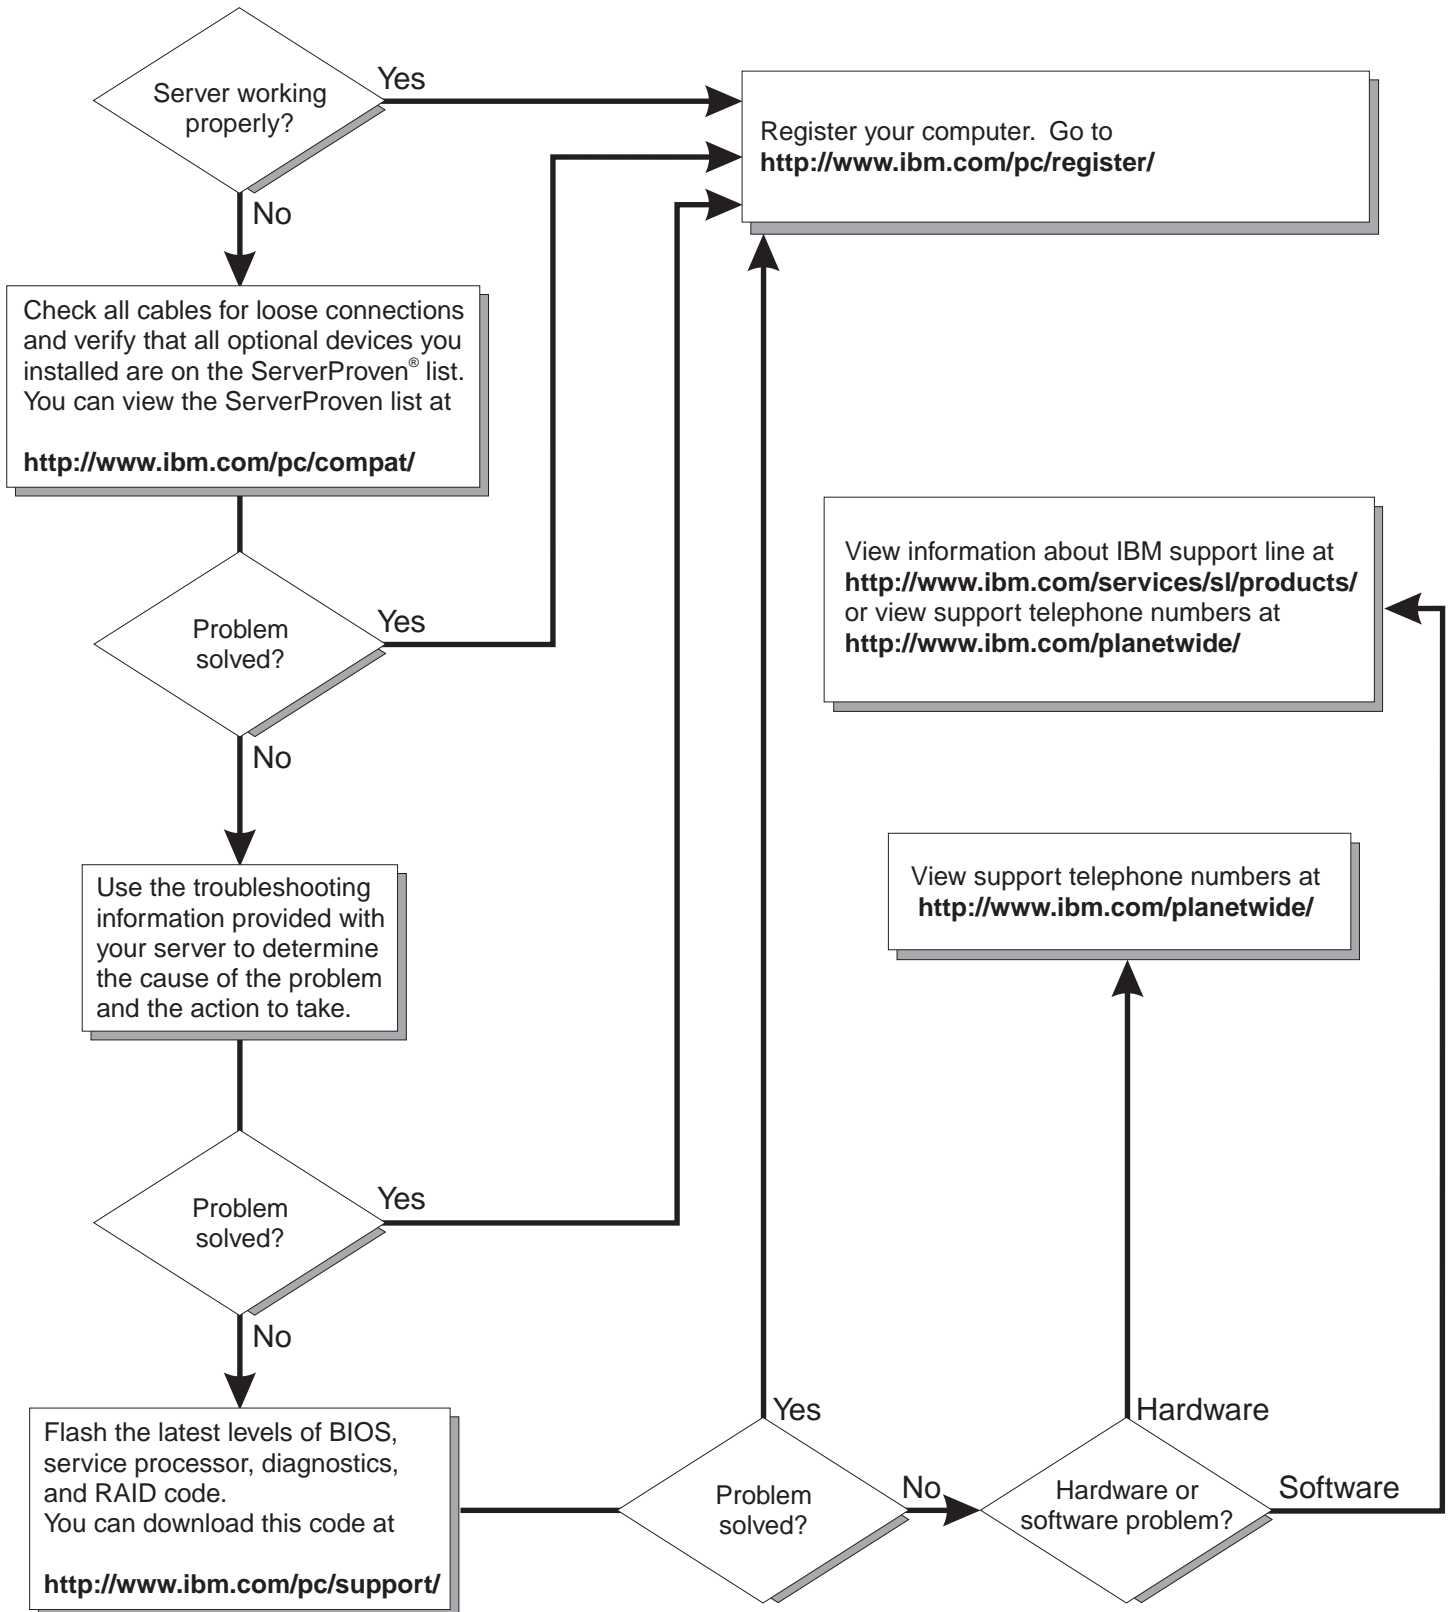 Server working
properly?
Yes
No
Register your computer.  Go to
http://www.ibm.com/pc/register/
Check all cables for loose connections
and verify that all optional devices you
installed are on the ServerProven® list.
You can view the ServerProven list at
http://www.ibm.com/pc/compat/
Problem
solved?
Yes
No
View information about IBM support line at
http://www.ibm.com/services/sl/products/
or view support telephone numbers at
http://www.ibm.com/planetwide/
Use the troubleshooting
information provided with
your server to determine
the cause of the problem
and the action to take.
View support telephone numbers at
http://www.ibm.com/planetwide/
Problem
solved?
Yes
No
Flash the latest levels of BIOS,
service processor, diagnostics,
and RAID code.
You can download this code at
http://www.ibm.com/pc/support/
Problem
solved?
Yes
No
Hardware or
software problem?
Hardware
Software